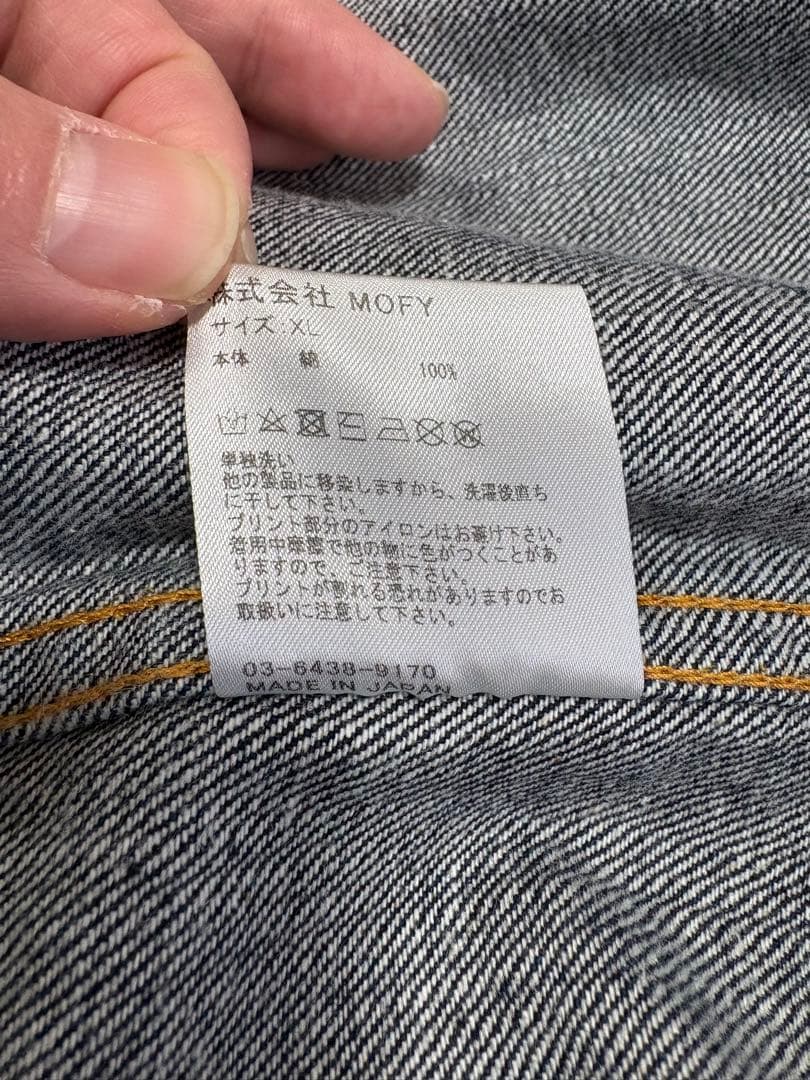 株式会社 MOFY
サイズ:XL
本体 綿 100%
単独洗い
他の製品に移染しますから、洗濯後直ち
に干して下さい。
プリント部分のアイロンはお避け下さい。
着用中摩擦で他の物に色がつくことがあ
りますので、ご注意下さい。
プリントが割れる恐れがありますのでお
取扱いに注意して下さい。
03-6438-9170
MADE IN JAPAN